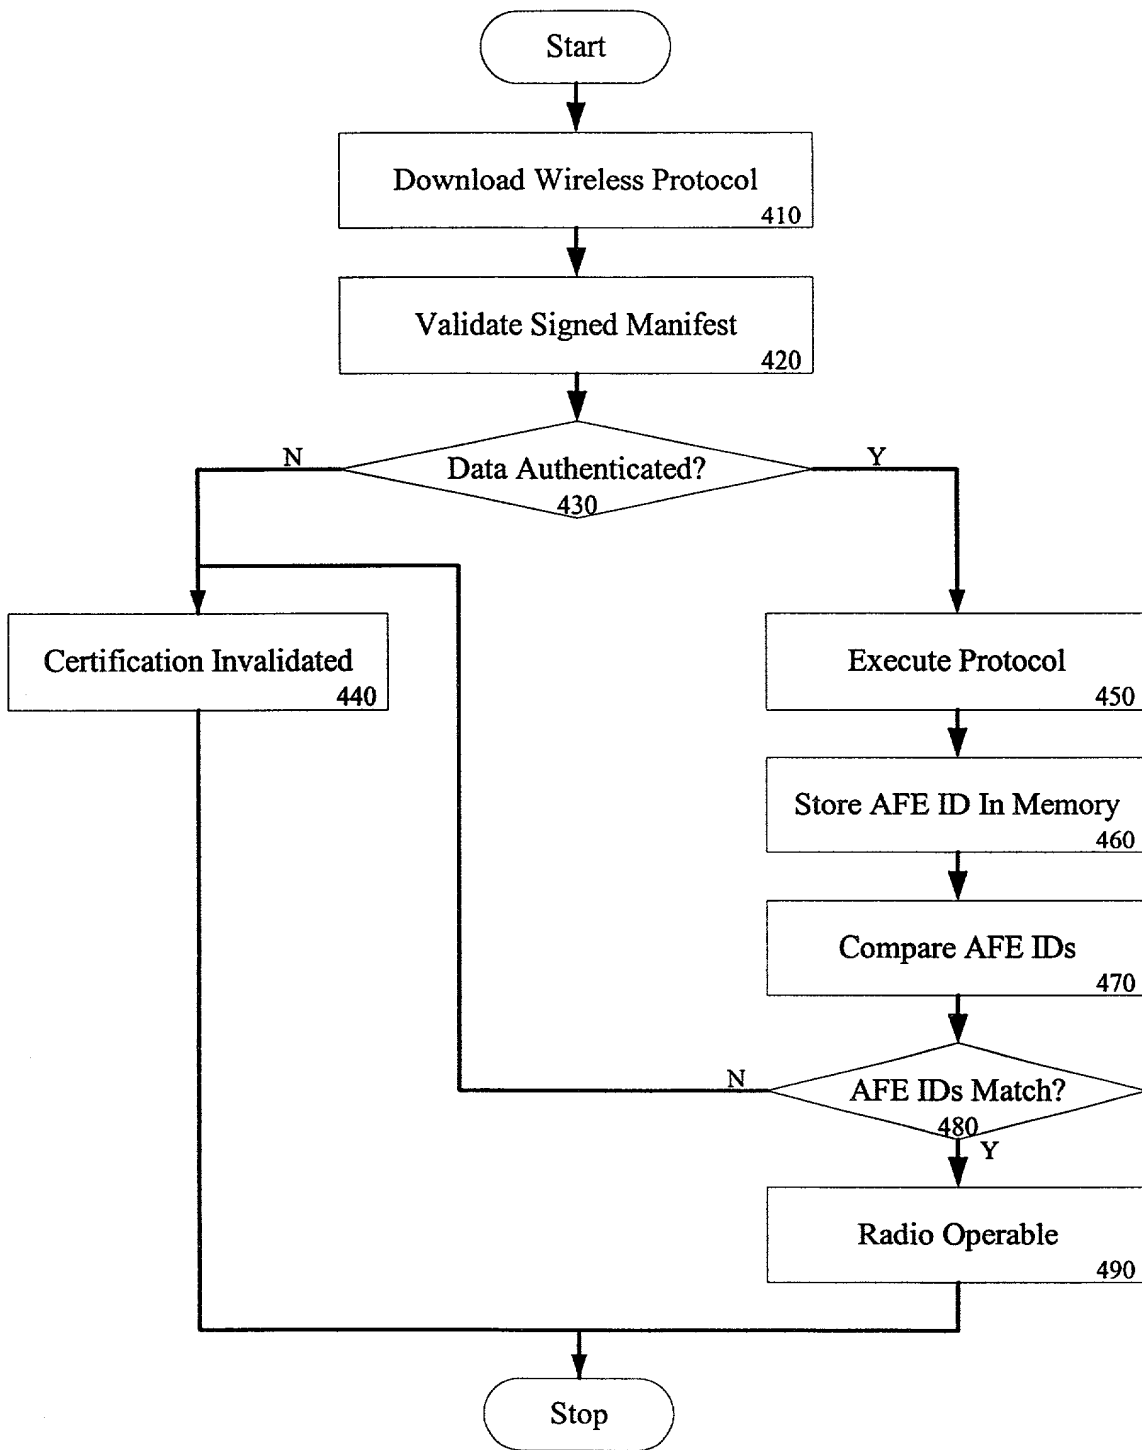 Start
Download Wireless Protocol
410
Validate Signed Manifest
420
N
Data Authenticated?
Y
430
Certification Invalidated
440
Execute Protocol
450
Store AFE ID In Memory
460
Compare AFE IDs
470
N
AFE IDs Match?
480
Y
Radio Operable
490
Stop